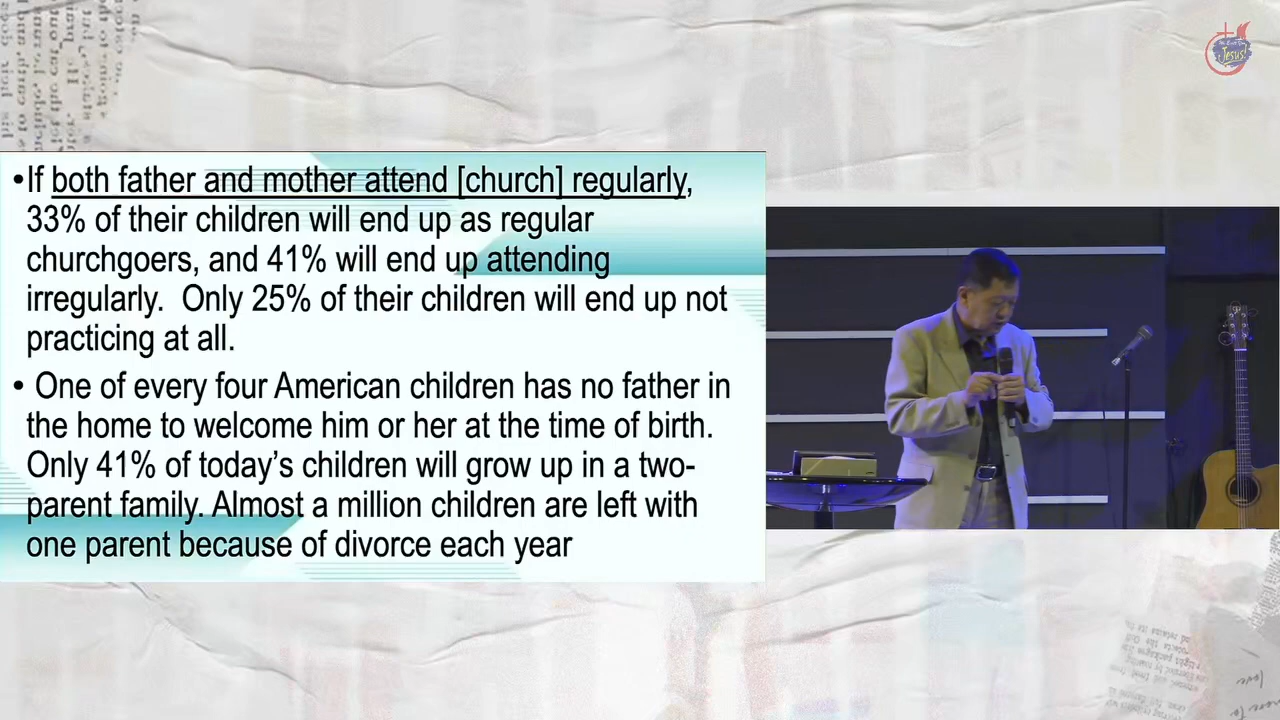 •If both father and mother attend [church] regularly,
33% of their children will end up as regular
churchgoers, and 41% will end up attending
irregularly.  Only 25% of their children will end up not
practicing at all.
• One of every four American children has no father in
the home to welcome him or her at the time of birth.
Only 41% of today’s children will grow up in a two-
parent family. Almost a million children are left with
one parent because of divorce each year
Jesus!